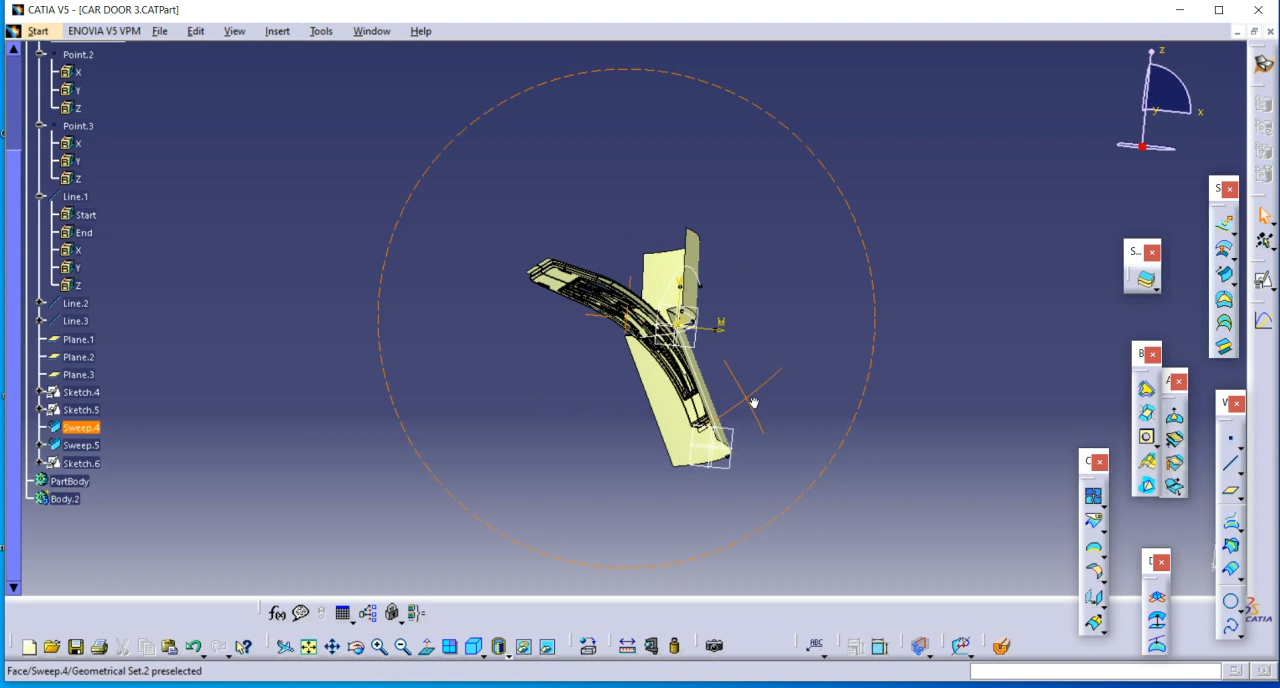 CATIA V5 - [CAR DOOR 3.CATPart]
Start ENOVIA V5 VPM File Edit View Insert Tools Window Help
Point.2
X
Y
Z
Point.3
X
Y
Z
Line.1
Start
End
X
Y
Z
Line.2
Line.3
Plane.1
Plane.2
Plane.3
Sketch.4
Sketch.5
Sweep.4
Sweep.5
Sketch.6
PartBody
Body.2
z
x
y
S...
S
B
A
V
C
H
f(x)
ABC
CATIA
Face/Sweep.4/Geometrical Set.2 preselected